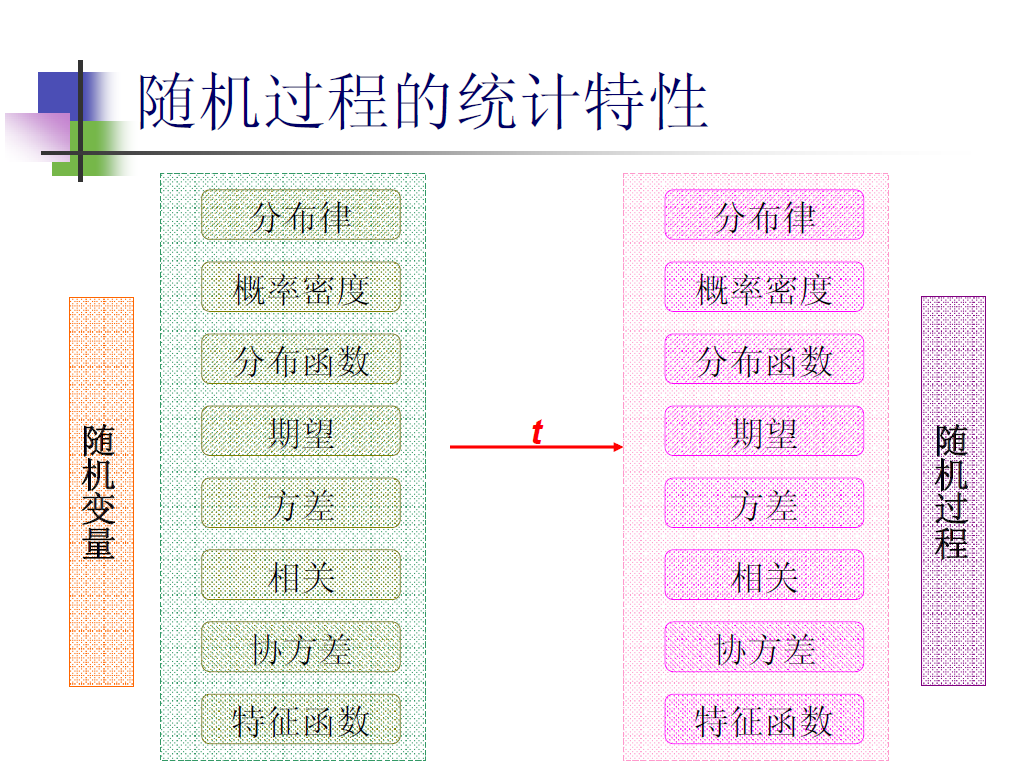 随机过程的统计特性
随机变量
分布律
概率密度
分布函数
期望
方差
相关
协方差
特征函数
t
分布律
概率密度
分布函数
期望
方差
相关
协方差
特征函数
随机过程